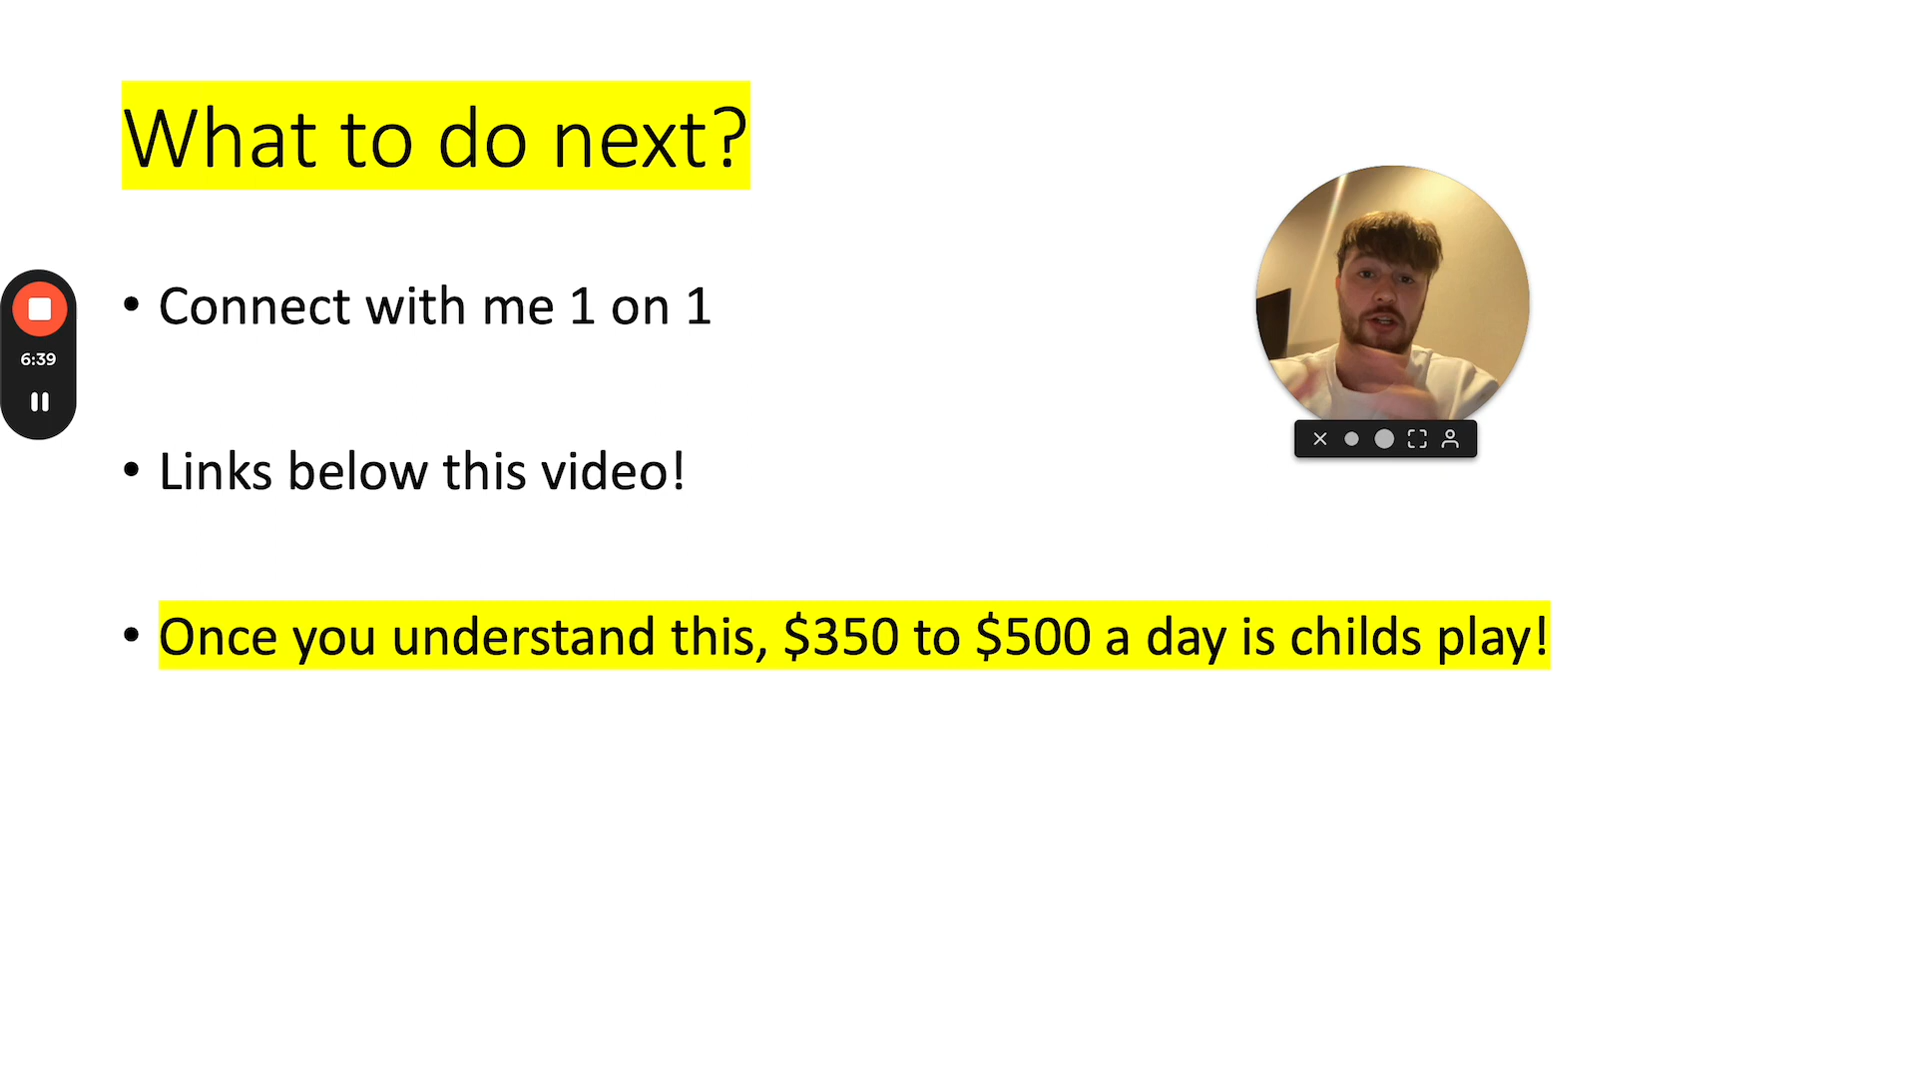 What to do next?
• Connect with me 1 on 1
6:39
• Links below this video!
• Once you understand this, $350 to $500 a day is childs play!